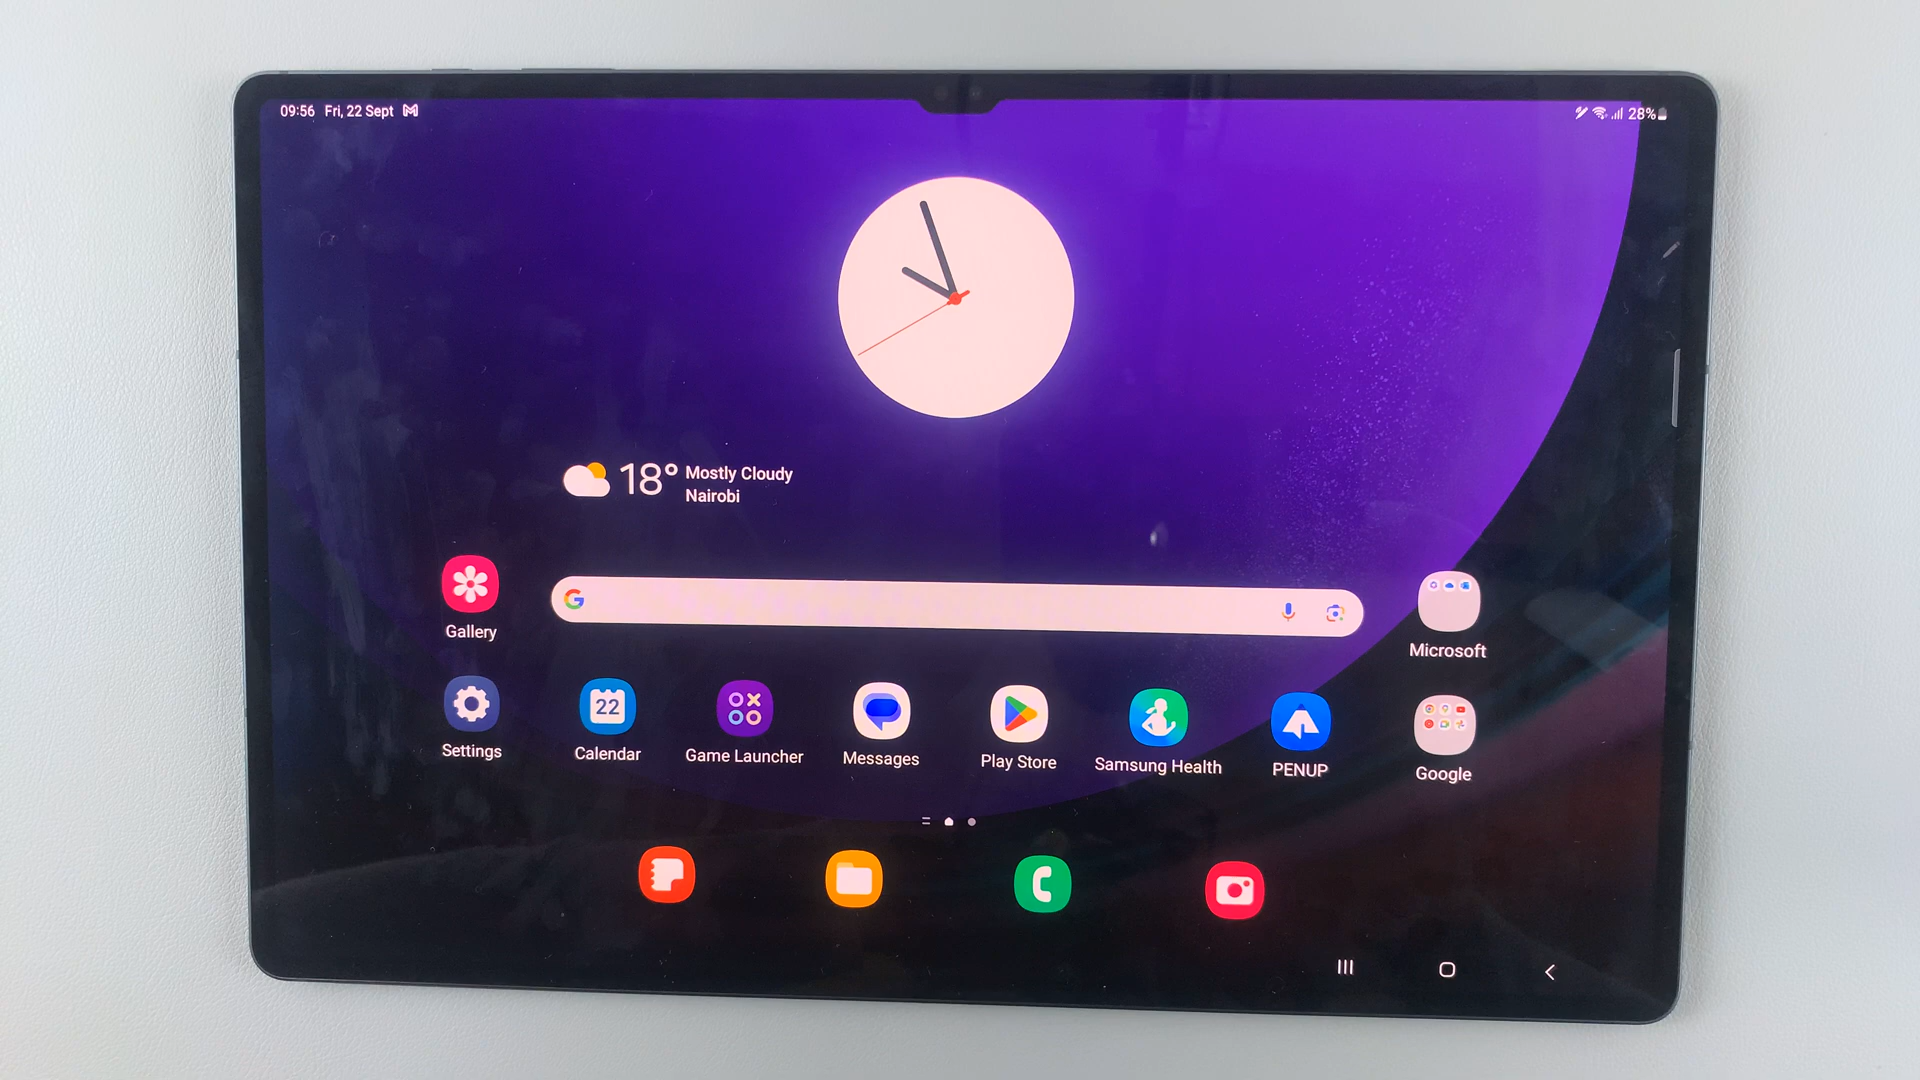 09:56 Fri, 22 Sept
28%
18° Mostly Cloudy
Nairobi
G
Gallery
Microsoft
22
Settings
Calendar
Game Launcher
Messages
Play Store
Samsung Health
PENUP
Google